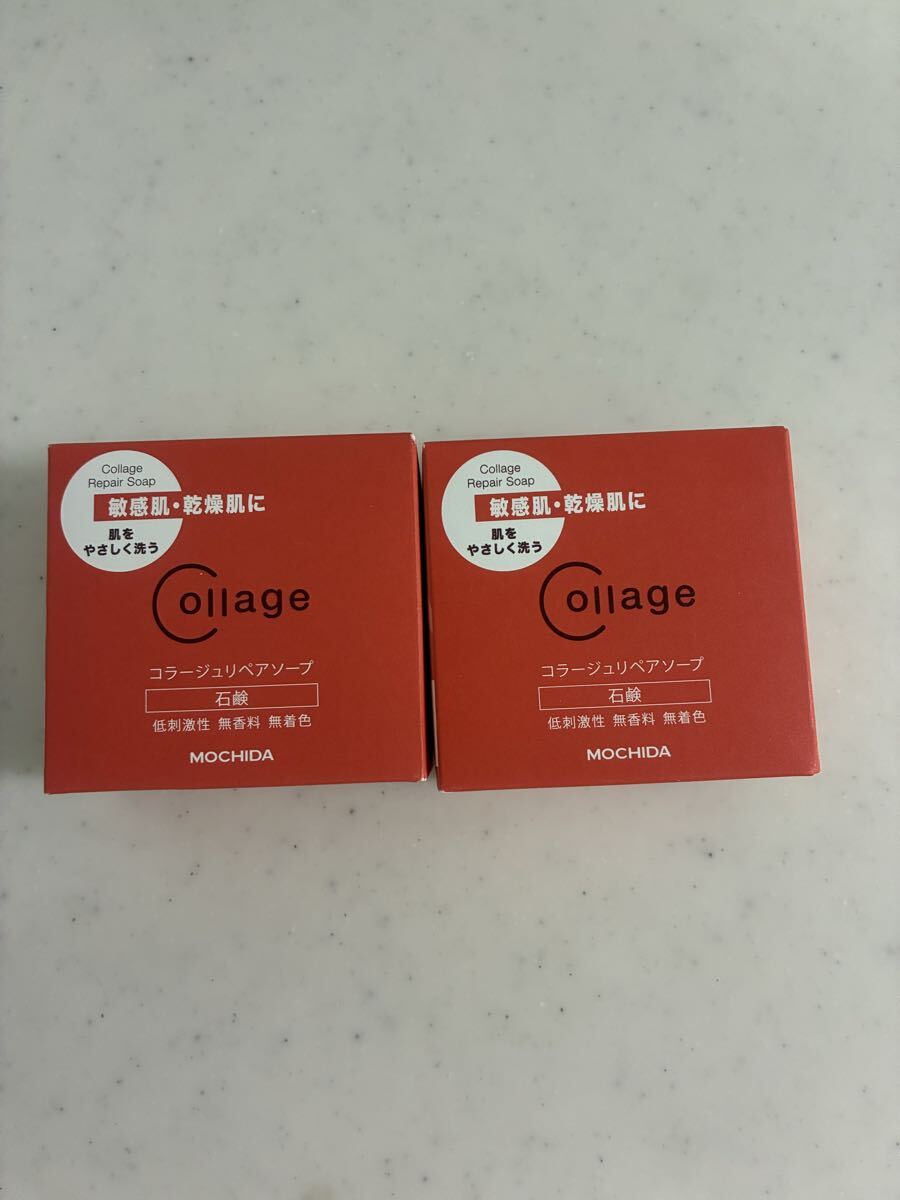 Collage
Repair Soap
敏感肌・乾燥肌に
肌を
やさしく洗う
Collage
コラージュリペアソープ
石鹸
低刺激性 無香料 無着色
MOCHIDA
Collage
Repair Soap
敏感肌・乾燥肌に
肌を
やさしく洗う
Collage
コラージュリペアソープ
石鹸
低刺激性 無香料 無着色
MOCHIDA